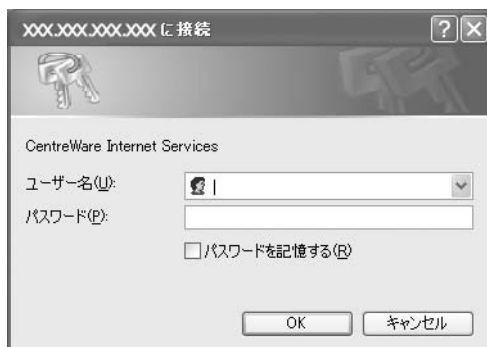 XXX.XXX.XXX.XXX に接続
CentreWare Internet Services
ユーザー名(U):
パスワード(P):
パスワードを記憶する(R)
OK キャンセル